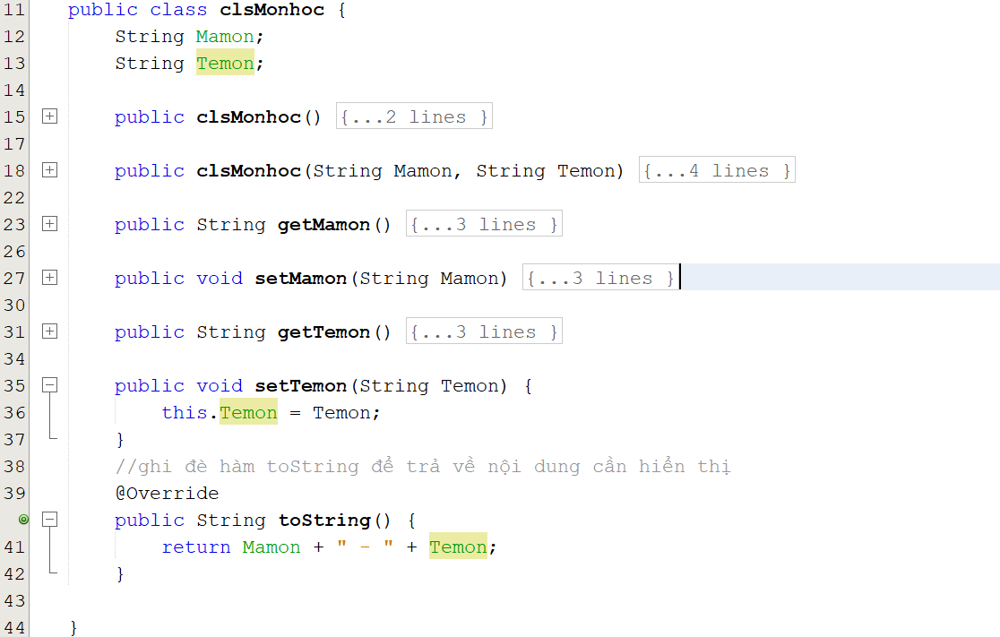 11 public class clsMonhoc {
12 String Mamon;
13 String Temon;
14
15 public clsMonhoc() {...2 lines }
17
18 public clsMonhoc(String Mamon, String Temon) {...4 lines }
22
23 public String getMamon() {...3 lines }
26
27 public void setMamon(String Mamon) {...3 lines }
30
31 public String getTemon() {...3 lines }
34
35 public void setTemon(String Temon) {
36 this.Temon = Temon;
37 }
38 //ghi đè hàm toString để trả về nội dung cần hiển thị
39 @Override
public String toString() {
41 return Mamon + " - " + Temon;
42 }
43
44 }